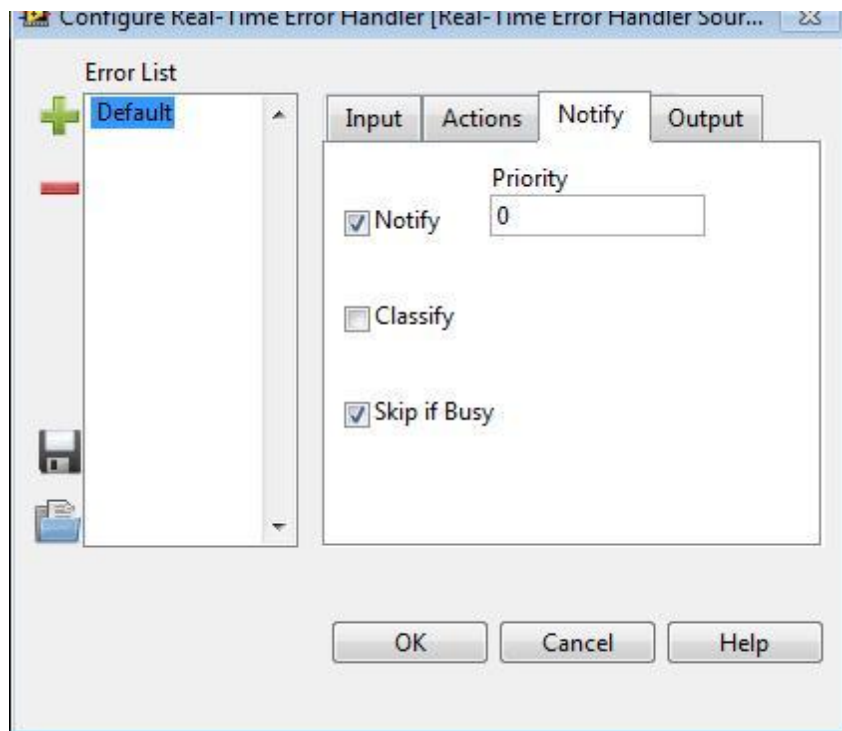 Configure Real-Time Error Handler [Real-Time Error Handler Sour...
Error List
Default
Input Actions Notify Output
Priority
Notify 0
Classify
Skip if Busy
OK Cancel Help